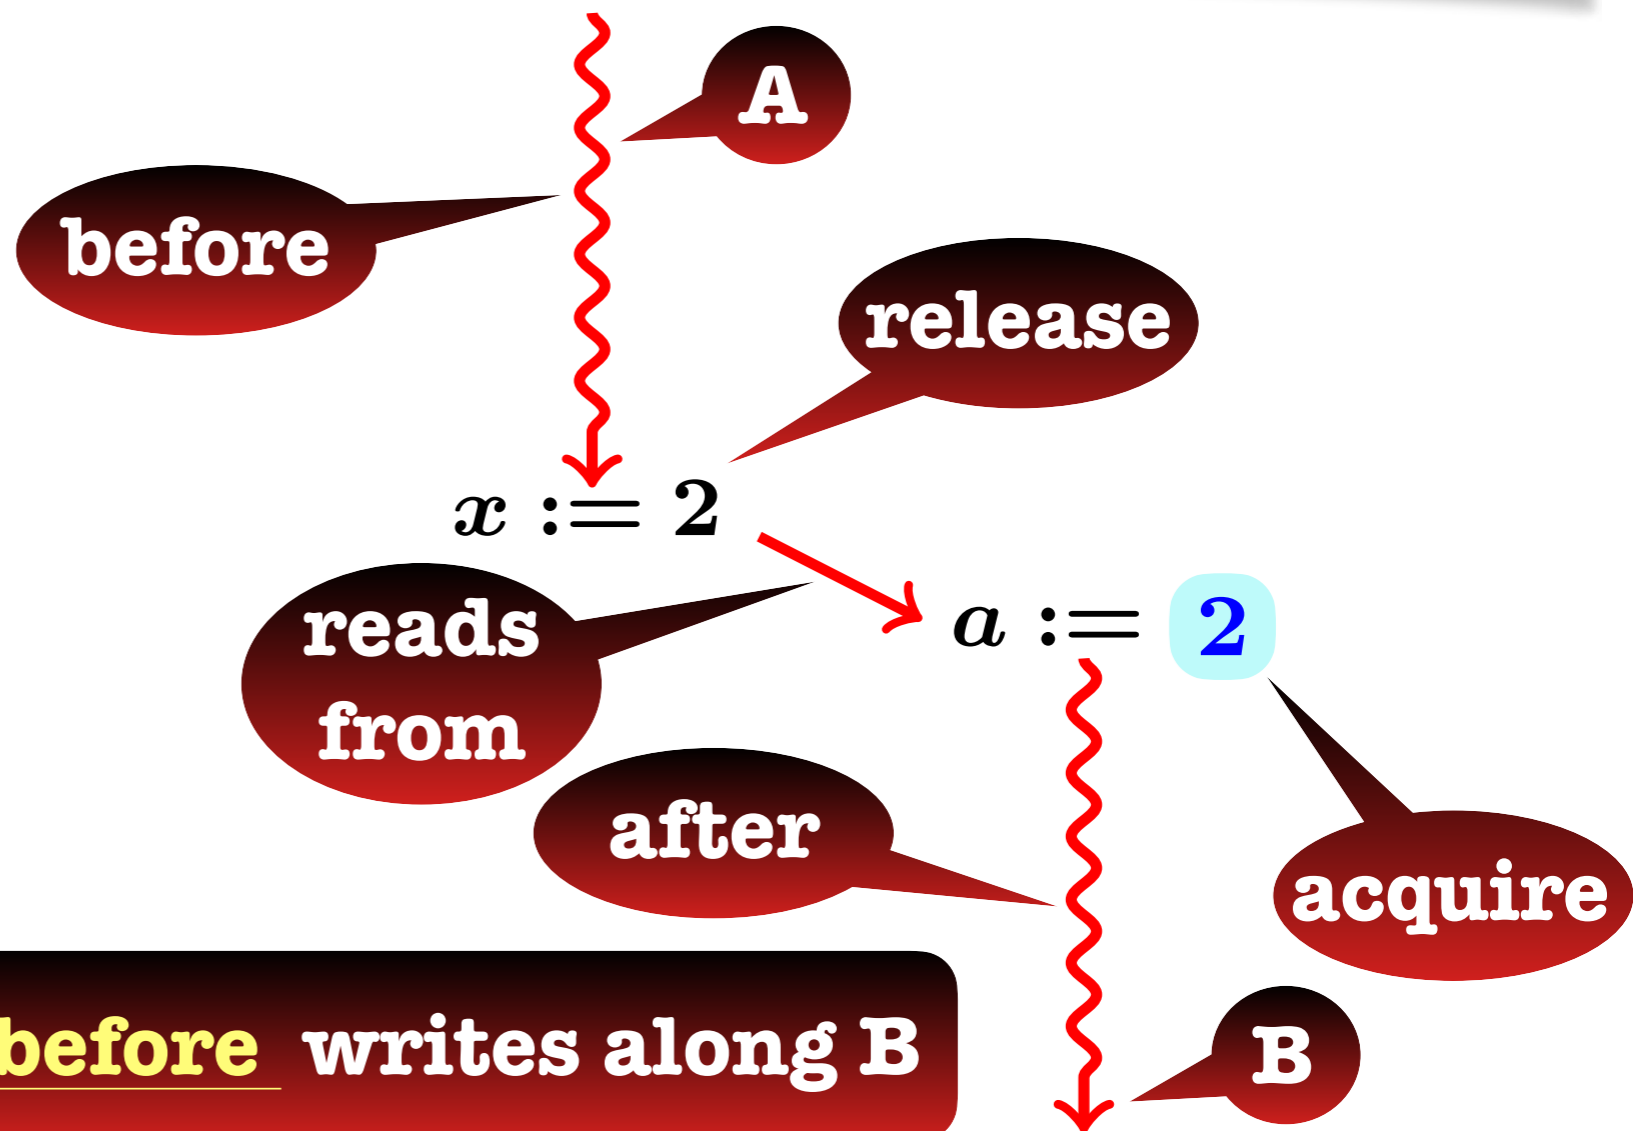 A
before
release
x := 2
reads
from
a := 2
after
acquire
before writes along B
B